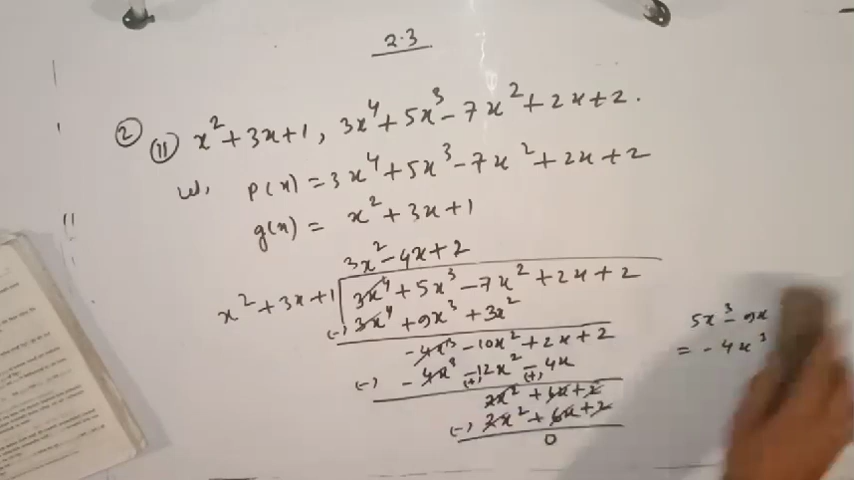 2.3
② ⑪ x² + 3x + 1, 3x⁴ + 5x³ - 7x² + 2x + 2.
Let, p(x) = 3x⁴ + 5x³ - 7x² + 2x + 2
g(x) = x² + 3x + 1
3x² - 4x + 2
x² + 3x + 1 3x⁴ + 5x³ - 7x² + 2x + 2
(-) 3x⁴ + 9x³ + 3x²
-4x³ - 10x² + 2x + 2
(-) -4x³ - 12x² - 4x
(+) (+)
2x² + 6x + 2
(-) 2x² + 6x + 2
0
5x³ - 9x
= -4x³